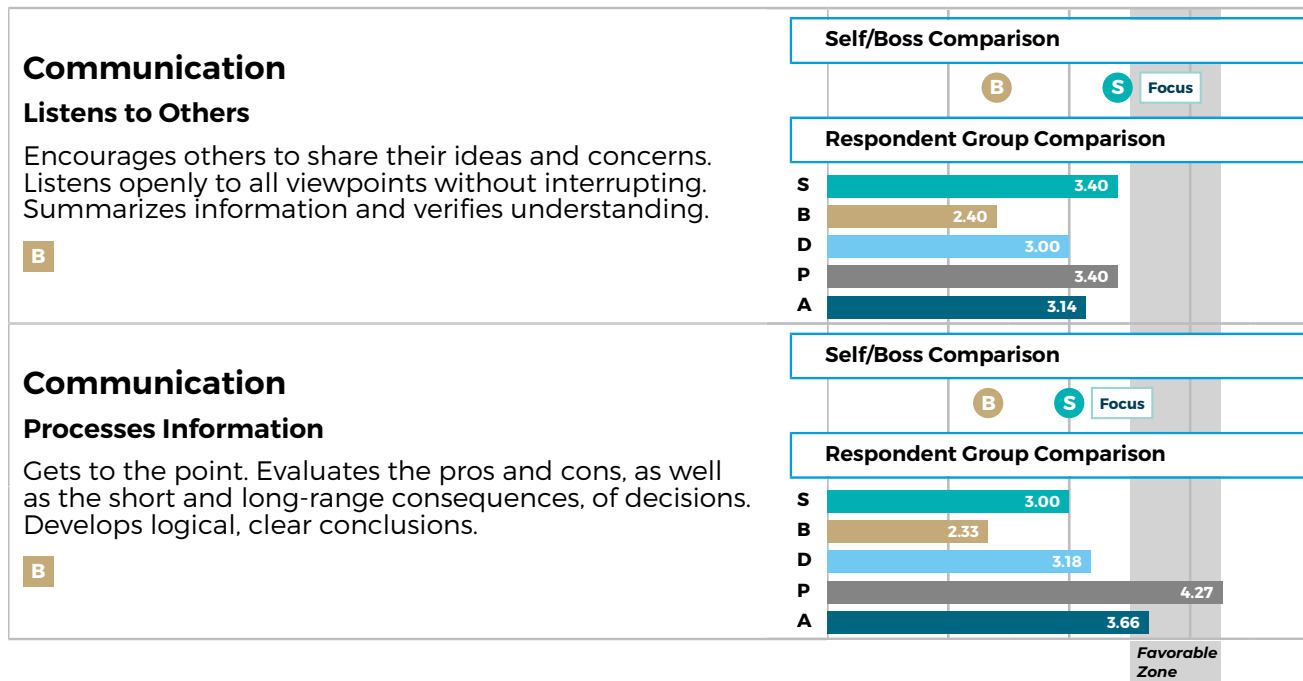 Communication
Listens to Others
Encourages others to share their ideas and concerns.
Listens openly to all viewpoints without interrupting.
Summarizes information and verifies understanding.
B
Self/Boss Comparison
B
S
Focus
Respondent Group Comparison
S 3.40
B 2.40
D 3.00
P 3.40
A 3.14
Communication
Processes Information
Gets to the point. Evaluates the pros and cons, as well
as the short and long-range consequences, of decisions.
Develops logical, clear conclusions.
B
Self/Boss Comparison
B
S
Focus
Respondent Group Comparison
S 3.00
B 2.33
D 3.18
P 4.27
A 3.66
Favorable
Zone